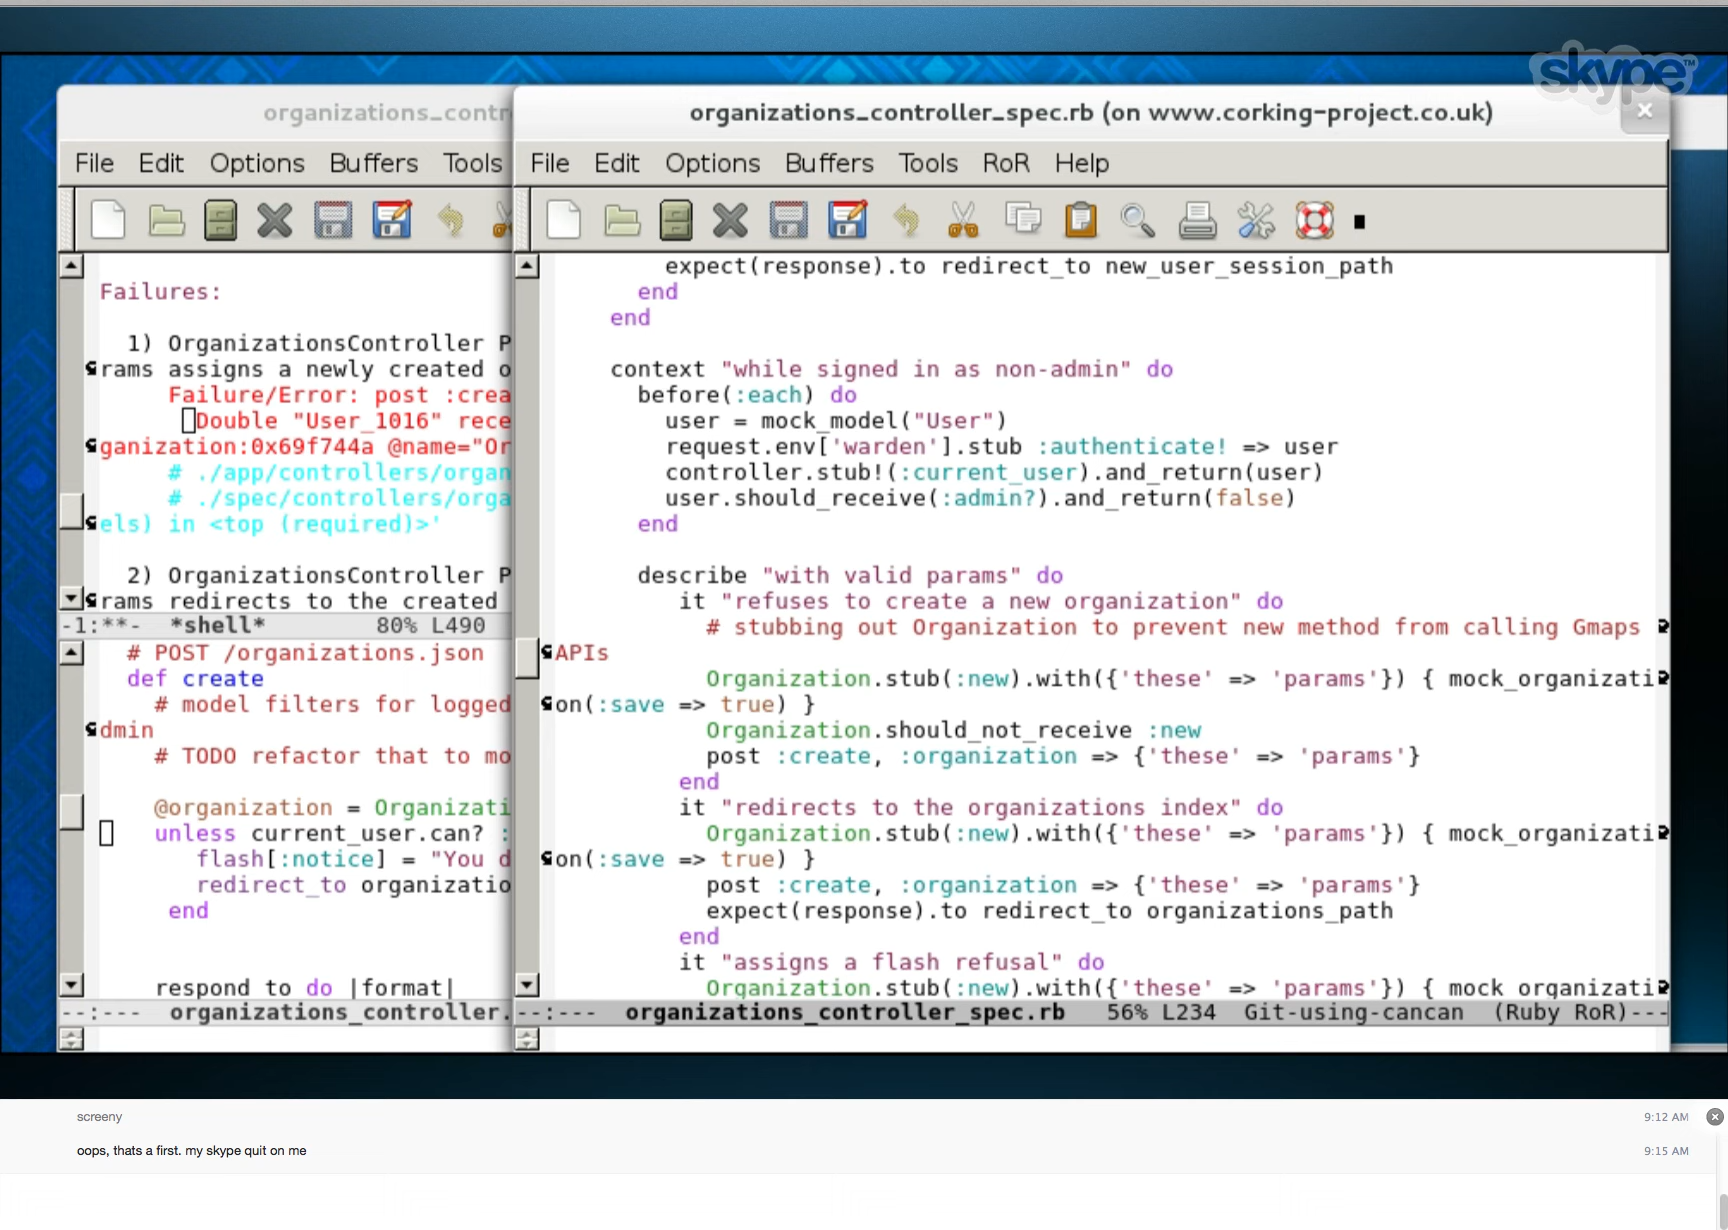 skype™
organizations_contr
File Edit Options Buffers Tools
Failures:
1) OrganizationsController P
rams assigns a newly created o
Failure/Error: post :crea
Double "User_1016" rece
ganization:0x69f744a @name="Or
# ./app/controllers/organ
# ./spec/controllers/orga
els) in <top (required)>'
2) OrganizationsController P
rams redirects to the created
-1:**-  *shell*        80% L490
# POST /organizations.json
def create
# model filters for logged
dmin
# TODO refactor that to mo
@organization = Organizati
unless current_user.can? :
flash[:notice] = "You d
redirect_to organizatio
end
respond_to do |format|
--:---  organizations_controller.
organizations_controller_spec.rb (on www.corking-project.co.uk)
File Edit Options Buffers Tools RoR Help
expect(response).to redirect_to new_user_session_path
end
end
context "while signed in as non-admin" do
before(:each) do
user = mock_model("User")
request.env['warden'].stub :authenticate! => user
controller.stub!(:current_user).and_return(user)
user.should_receive(:admin?).and_return(false)
end
describe "with valid params" do
it "refuses to create a new organization" do
# stubbing out Organization to prevent new method from calling Gmaps
APIs
Organization.stub(:new).with({'these' => 'params'}) { mock_organizati
on(:save => true) }
Organization.should_not_receive :new
post :create, :organization => {'these' => 'params'}
end
it "redirects to the organizations index" do
Organization.stub(:new).with({'these' => 'params'}) { mock_organizati
on(:save => true) }
post :create, :organization => {'these' => 'params'}
expect(response).to redirect_to organizations_path
end
it "assigns a flash refusal" do
Organization.stub(:new).with({'these' => 'params'}) { mock_organizati
--:---  organizations_controller_spec.rb   56% L234  Git-using-cancan  (Ruby RoR)---
screeny 9:12 AM
oops, thats a first. my skype quit on me 9:15 AM